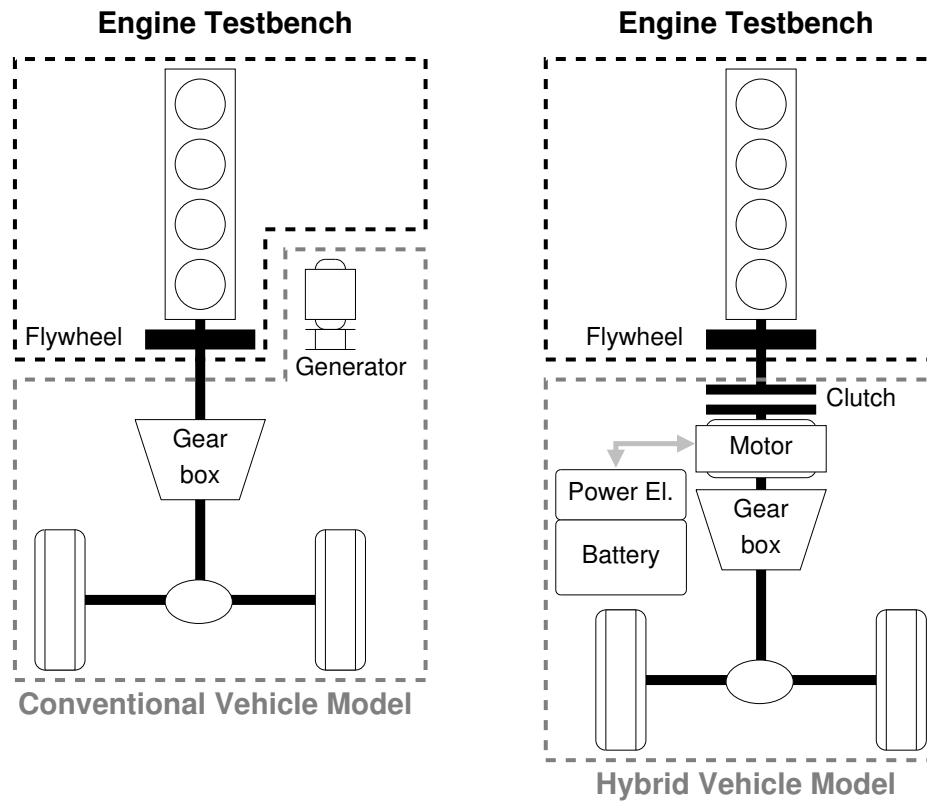 Engine Testbench
Flywheel
Generator
Gear
box
Conventional Vehicle Model
Engine Testbench
Flywheel
Clutch
Motor
Power El.
Battery
Gear
box
Hybrid Vehicle Model